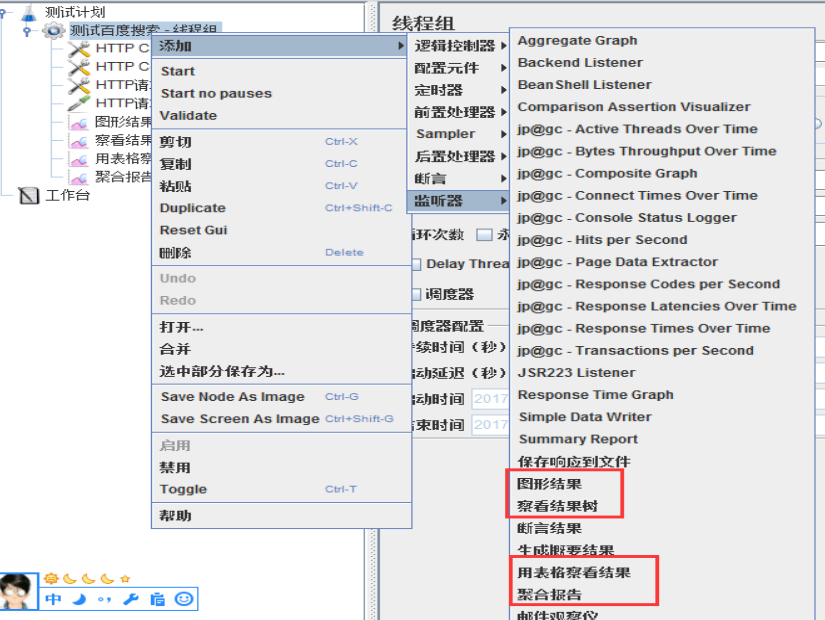 测试计划
测试百度搜索 - 线程组
HTTP C
HTTP C
HTTP请
HTTP请
图形结果
察看结果
用表格察
聚合报告
工作台
添加
Start
Start no pauses
Validate
剪切 Ctrl-X
复制 Ctrl-C
粘贴 Ctrl-V
Duplicate Ctrl+Shift-C
Reset Gui
删除 Delete
Undo
Redo
打开...
合并
选中部分保存为...
Save Node As Image Ctrl-G
Save Screen As Image Ctrl+Shift-G
启用
禁用
Toggle Ctrl-T
帮助
线程组
逻辑控制器
配置元件
定时器
前置处理器
Sampler
后置处理器
断言
监听器
环次数 永
Delay Threa
调度器
度器配置
续时间（秒）
动延迟（秒）
动时间 2017
束时间 2017
Aggregate Graph
Backend Listener
BeanShell Listener
Comparison Assertion Visualizer
jp@gc - Active Threads Over Time
jp@gc - Bytes Throughput Over Time
jp@gc - Composite Graph
jp@gc - Connect Times Over Time
jp@gc - Console Status Logger
jp@gc - Hits per Second
jp@gc - Page Data Extractor
jp@gc - Response Codes per Second
jp@gc - Response Latencies Over Time
jp@gc - Response Times Over Time
jp@gc - Transactions per Second
JSR223 Listener
Response Time Graph
Simple Data Writer
Summary Report
保存响应到文件
图形结果
察看结果树
断言结果
生成概要结果
用表格察看结果
聚合报告
邮件观察仪
中